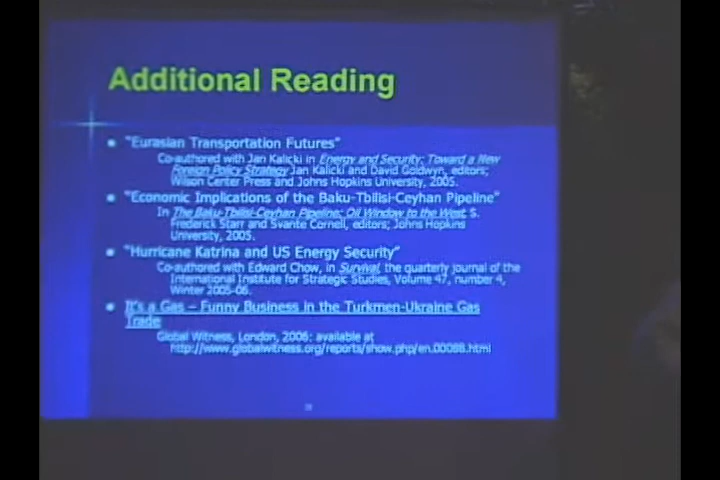 Additional Reading
"Eurasian Transportation Futures"
Co-authored with Jan Kalicki in Energy and Security: Toward a New
Foreign Policy Strategy Jan Kalicki and David Goldwyn, editors;
Wilson Center Press and Johns Hopkins University, 2005.
"Economic Implications of the Baku-Tbilisi-Ceyhan Pipeline"
In The Baku-Tbilisi-Ceyhan Pipeline: Oil Window to the West, S.
Frederick Starr and Svante Cornell, editors; Johns Hopkins
University, 2005.
"Hurricane Katrina and US Energy Security"
Co-authored with Edward Chow, in Survival, the quarterly journal of the
International Institute for Strategic Studies, Volume 47, number 4,
Winter 2005-06.
It's a Gas – Funny Business in the Turkmen-Ukraine Gas
Trade
Global Witness, London, 2006; available at
http://www.globalwitness.org/reports/show.php/en.00088.html